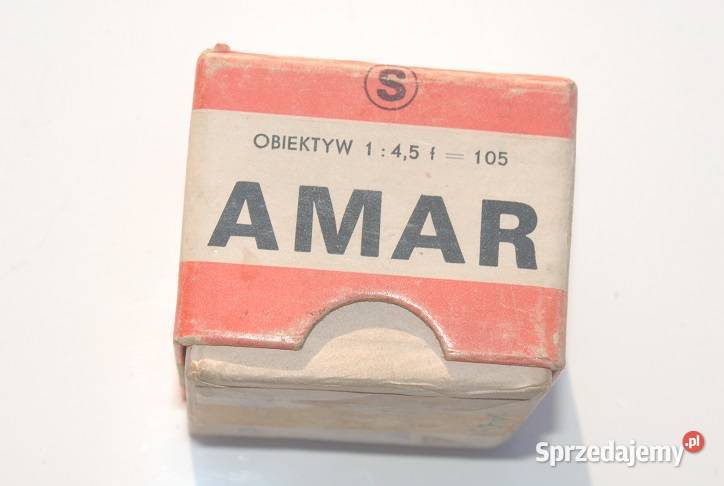 S
OBIEKTYW 1 : 4,5 f = 105
AMAR
Sprzedajemy.pl